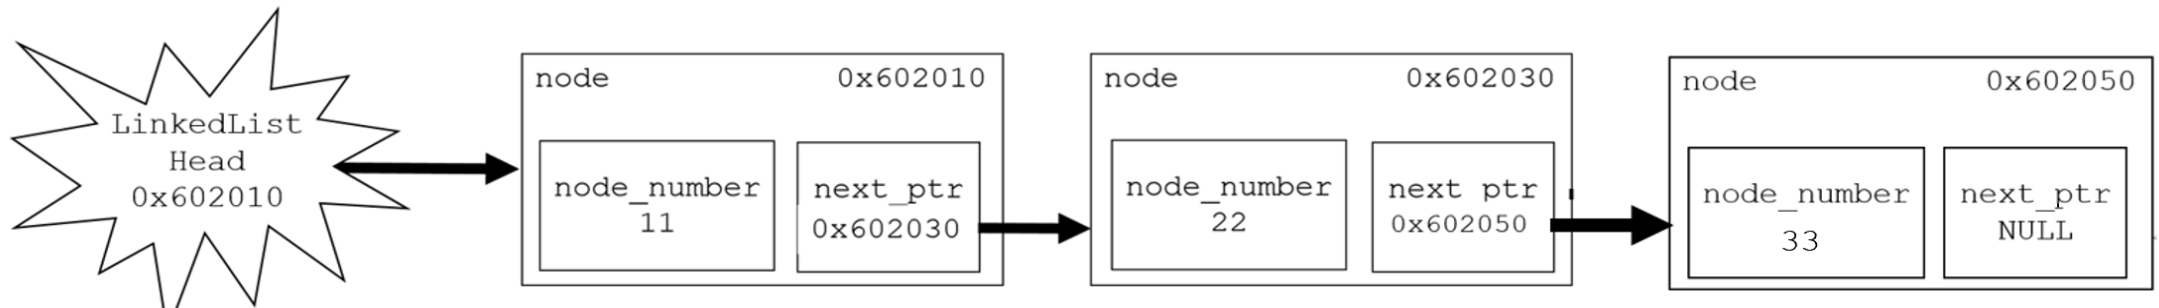 LinkedList
Head
0x602010
node 0x602010
node_number
11
next_ptr
0x602030
node 0x602030
node_number
22
next ptr
0x602050
node 0x602050
node_number
33
next_ptr
NULL